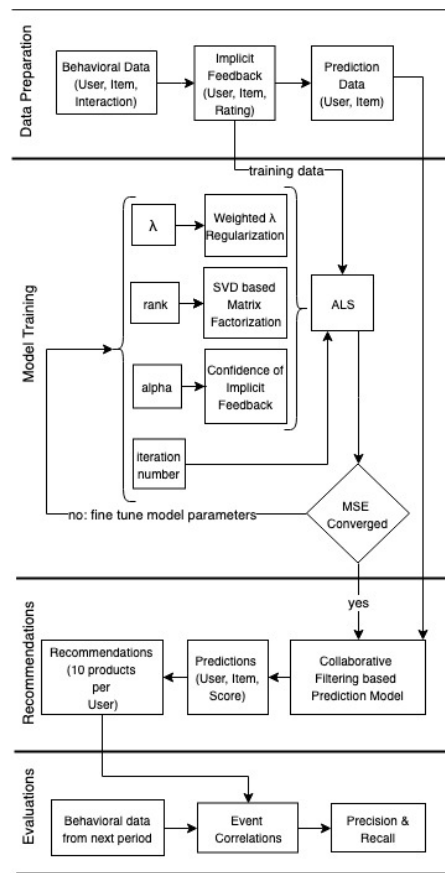 Data Preparation
Behavioral Data
(User, Item,
Interaction)
Implicit
Feedback
(User, Item,
Rating)
Prediction
Data
(User, Item)
training data
Model Training
λ
Weighted λ
Regularization
rank
SVD based
Matrix
Factorization
ALS
alpha
Confidence of
Implicit
Feedback
iteration
number
no: fine tune model parameters
MSE
Converged
yes
Recommendations
Recommendations
(10 products
per
User)
Predictions
(User, Item,
Score)
Collaborative
Filtering based
Prediction Model
Evaluations
Behavioral data
from next period
Event
Correlations
Precision &
Recall